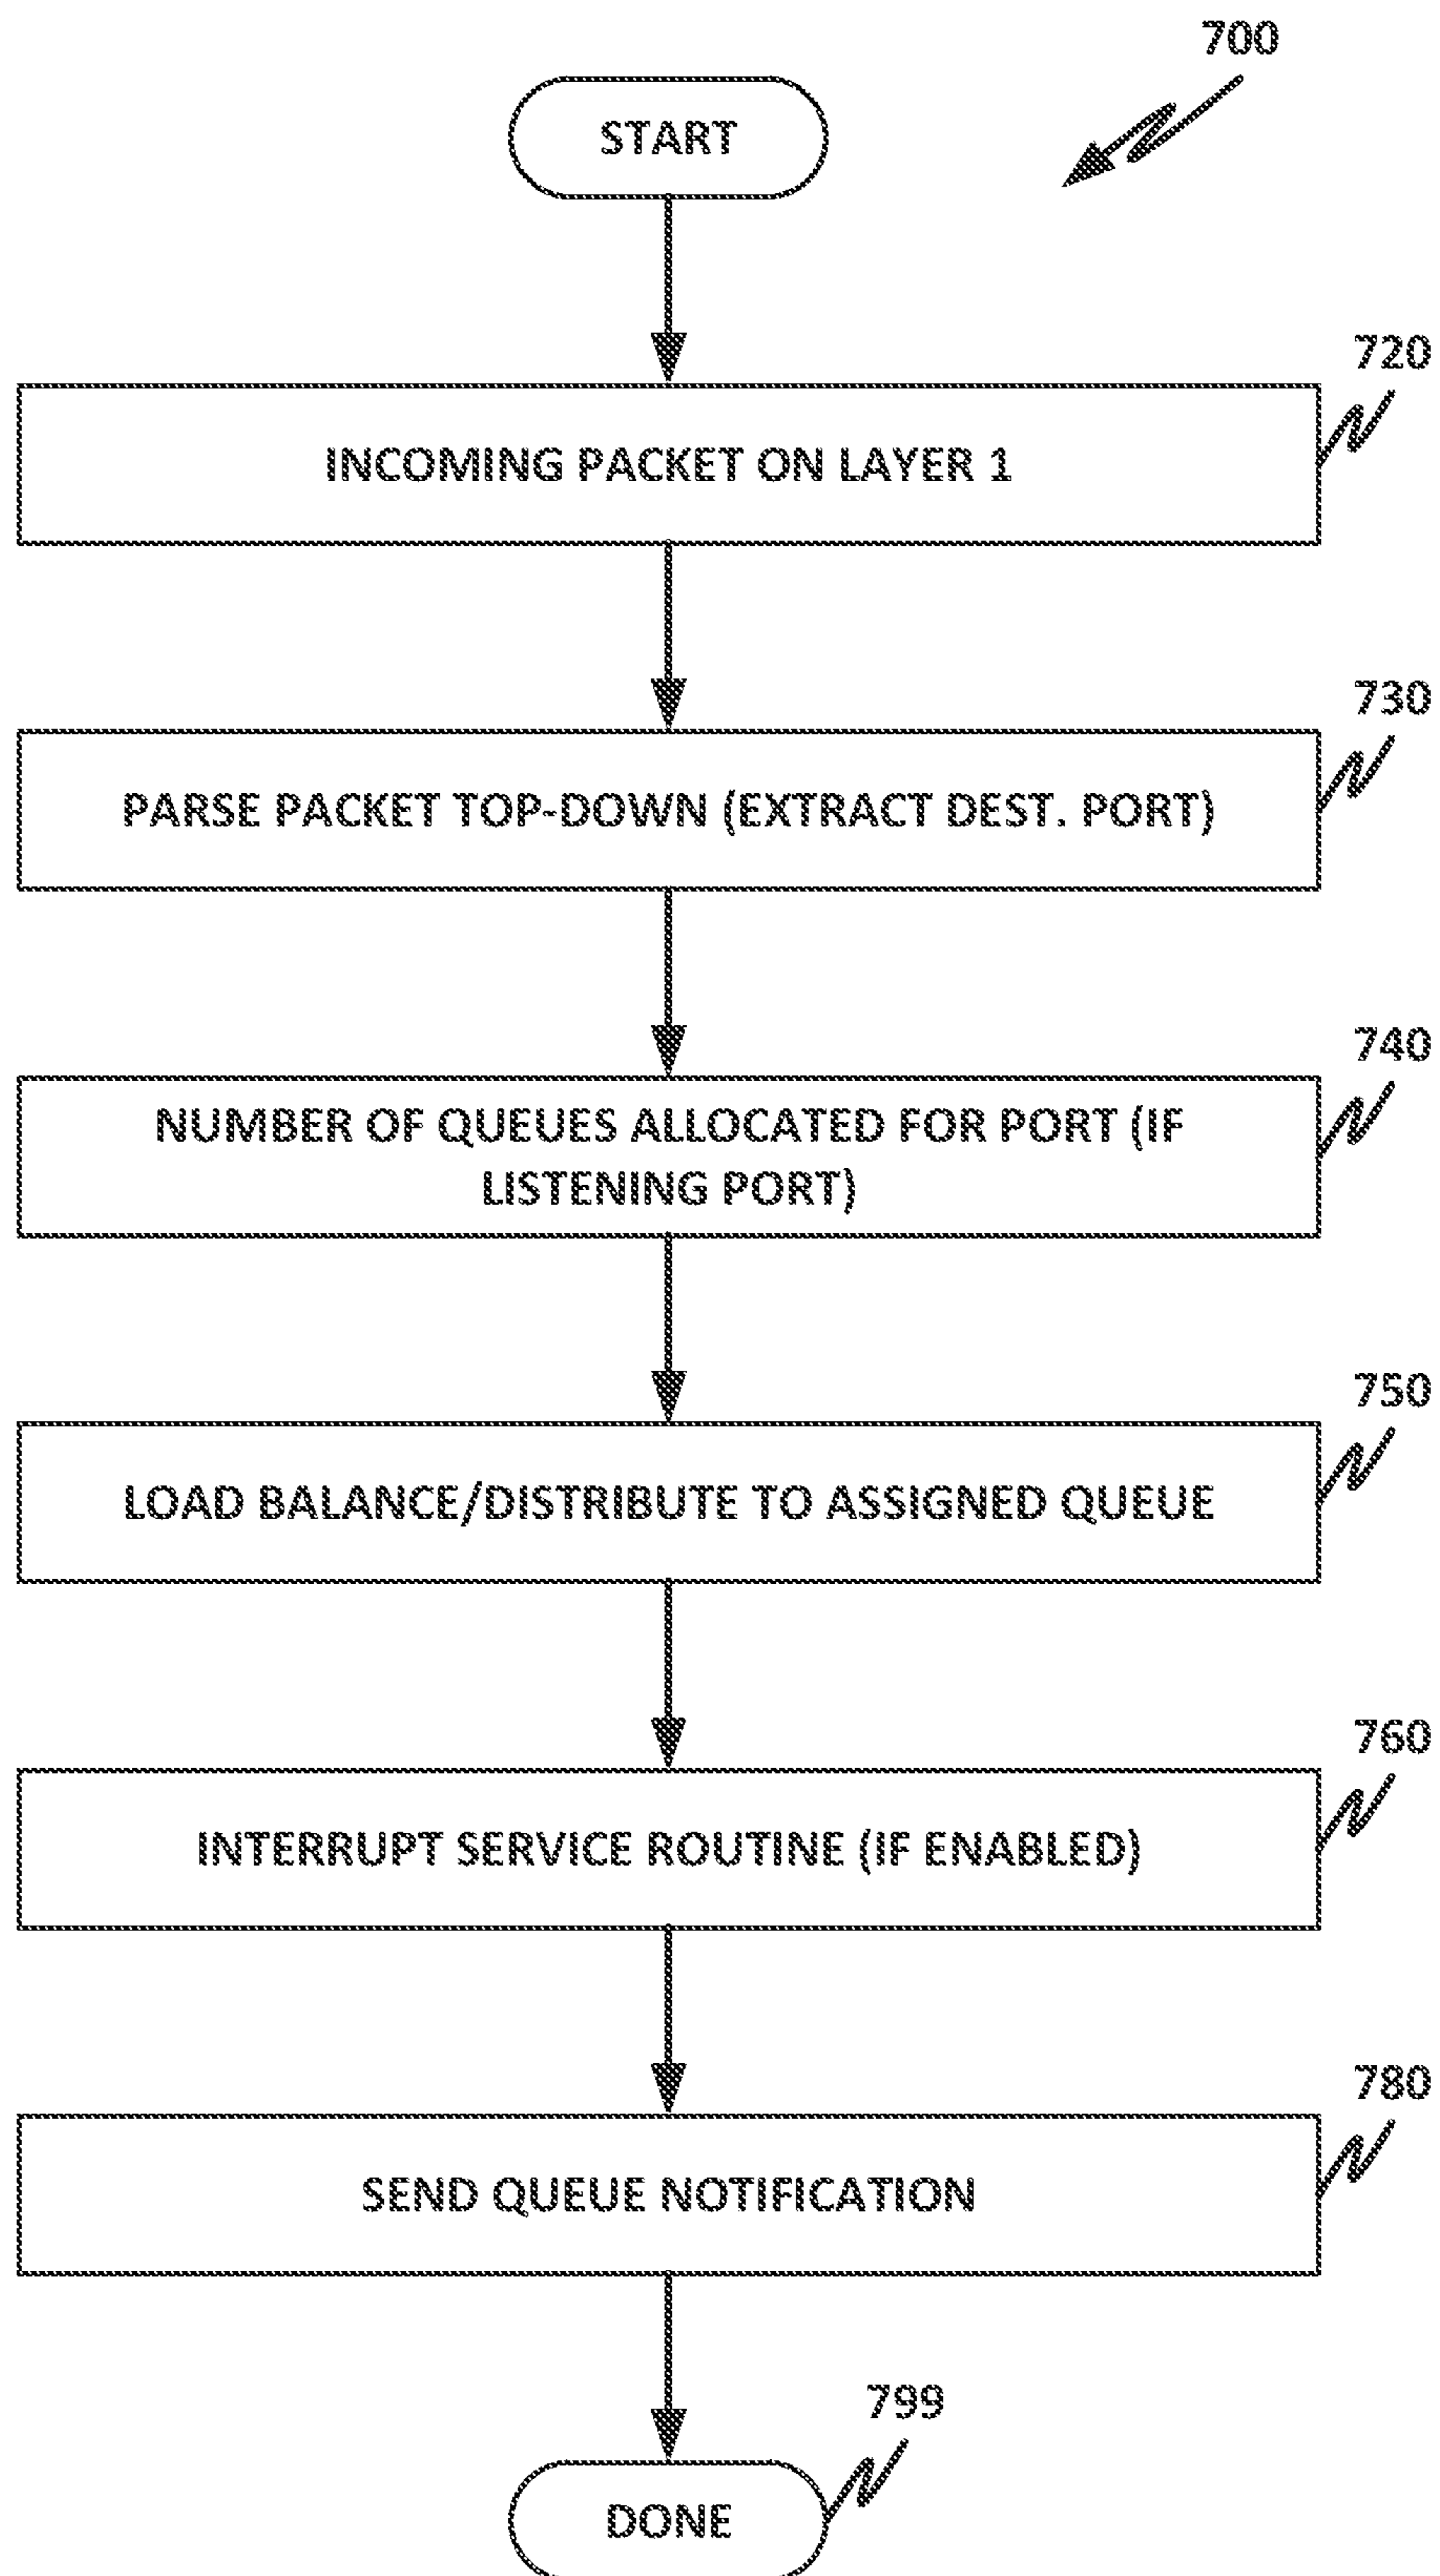 700
START
720
INCOMING PACKET ON LAYER 1
730
PARSE PACKET TOP-DOWN (EXTRACT DEST. PORT)
740
NUMBER OF QUEUES ALLOCATED FOR PORT (IF
LISTENING PORT)
750
LOAD BALANCE/DISTRIBUTE TO ASSIGNED QUEUE
760
INTERRUPT SERVICE ROUTINE (IF ENABLED)
780
SEND QUEUE NOTIFICATION
799
DONE